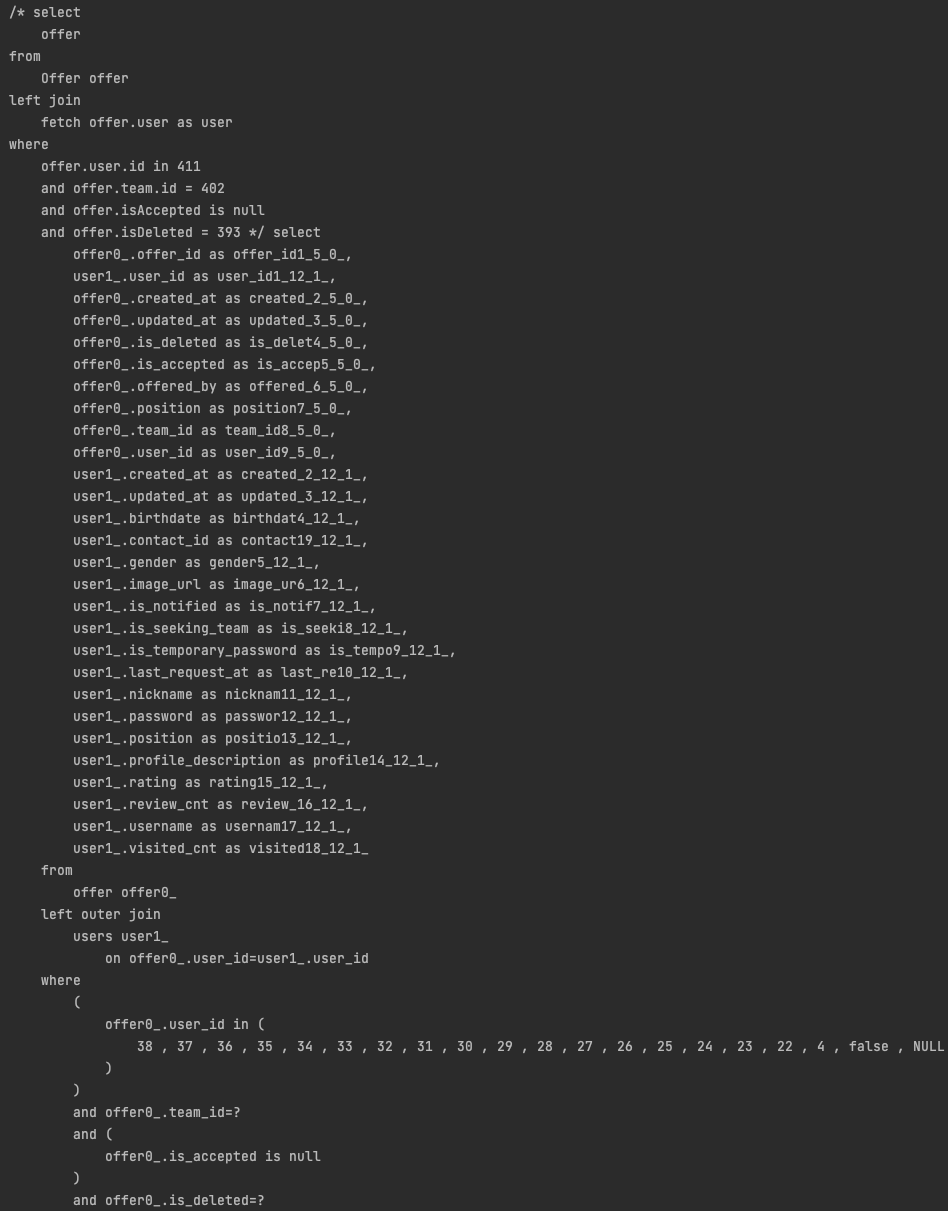 /* select
    offer
from
    Offer offer
left join
    fetch offer.user as user
where
    offer.user.id in 411
    and offer.team.id = 402
    and offer.isAccepted is null
    and offer.isDeleted = 393 */ select
        offer0_.offer_id as offer_id1_5_0_,
        user1_.user_id as user_id1_12_1_,
        offer0_.created_at as created_2_5_0_,
        offer0_.updated_at as updated_3_5_0_,
        offer0_.is_deleted as is_delet4_5_0_,
        offer0_.is_accepted as is_accep5_5_0_,
        offer0_.offered_by as offered_6_5_0_,
        offer0_.position as position7_5_0_,
        offer0_.team_id as team_id8_5_0_,
        offer0_.user_id as user_id9_5_0_,
        user1_.created_at as created_2_12_1_,
        user1_.updated_at as updated_3_12_1_,
        user1_.birthdate as birthdat4_12_1_,
        user1_.contact_id as contact19_12_1_,
        user1_.gender as gender5_12_1_,
        user1_.image_url as image_ur6_12_1_,
        user1_.is_notified as is_notif7_12_1_,
        user1_.is_seeking_team as is_seeki8_12_1_,
        user1_.is_temporary_password as is_tempo9_12_1_,
        user1_.last_request_at as last_re10_12_1_,
        user1_.nickname as nicknam11_12_1_,
        user1_.password as passwor12_12_1_,
        user1_.position as positio13_12_1_,
        user1_.profile_description as profile14_12_1_,
        user1_.rating as rating15_12_1_,
        user1_.review_cnt as review_16_12_1_,
        user1_.username as usernam17_12_1_,
        user1_.visited_cnt as visited18_12_1_
    from
        offer offer0_
    left outer join
        users user1_
            on offer0_.user_id=user1_.user_id
    where
        (
            offer0_.user_id in (
                38 , 37 , 36 , 35 , 34 , 33 , 32 , 31 , 30 , 29 , 28 , 27 , 26 , 25 , 24 , 23 , 22 , 4 , false , NULL
            )
        )
        and offer0_.team_id=?
        and (
            offer0_.is_accepted is null
        )
        and offer0_.is_deleted=?